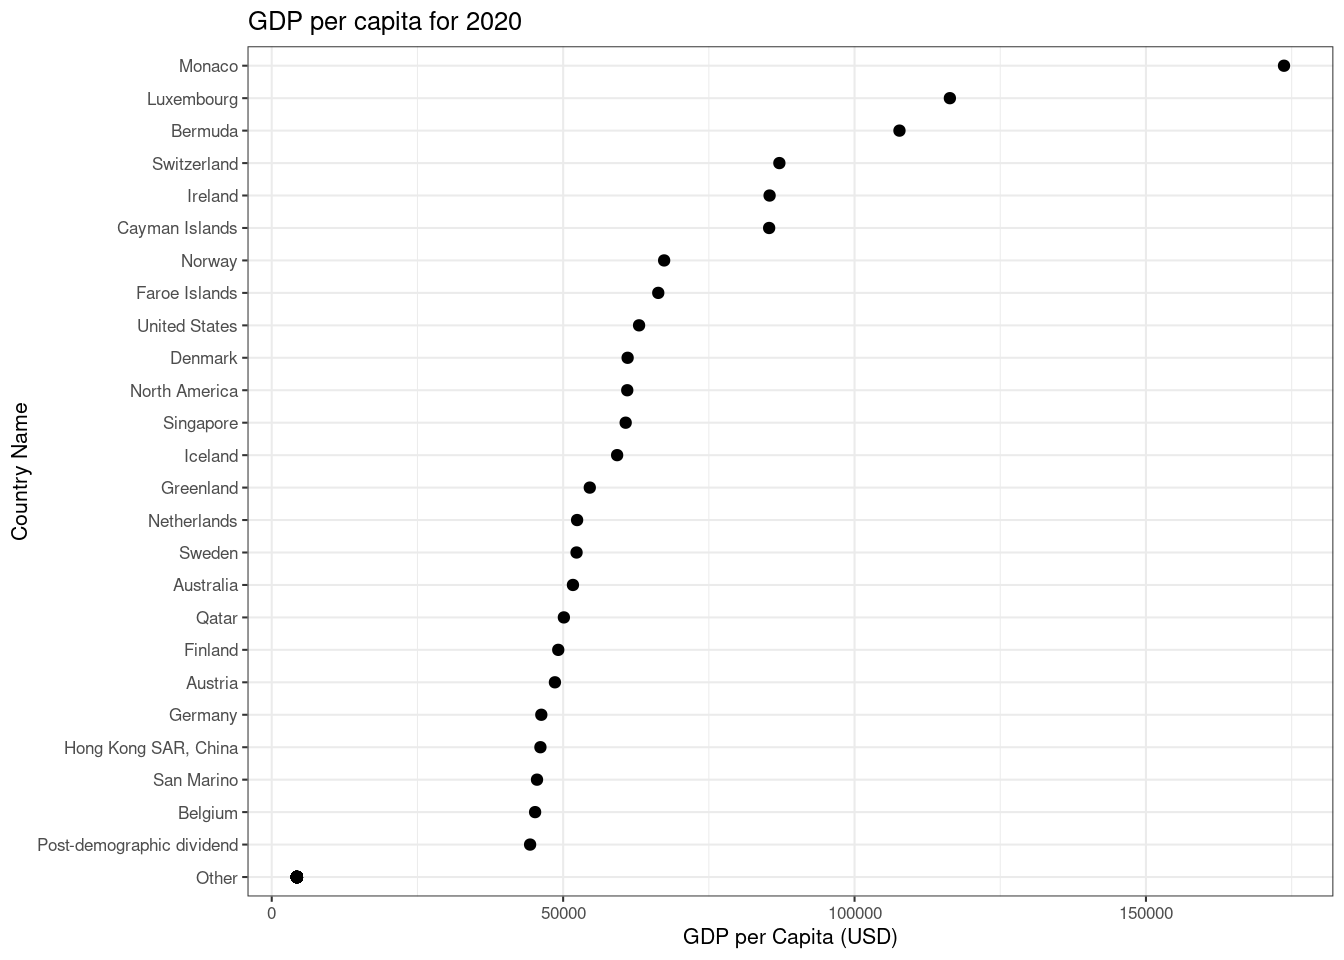 GDP per capita for 2020
Country Name
Monaco
Luxembourg
Bermuda
Switzerland
Ireland
Cayman Islands
Norway
Faroe Islands
United States
Denmark
North America
Singapore
Iceland
Greenland
Netherlands
Sweden
Australia
Qatar
Finland
Austria
Germany
Hong Kong SAR, China
San Marino
Belgium
Post-demographic dividend
Other
0 50000 100000 150000
GDP per Capita (USD)